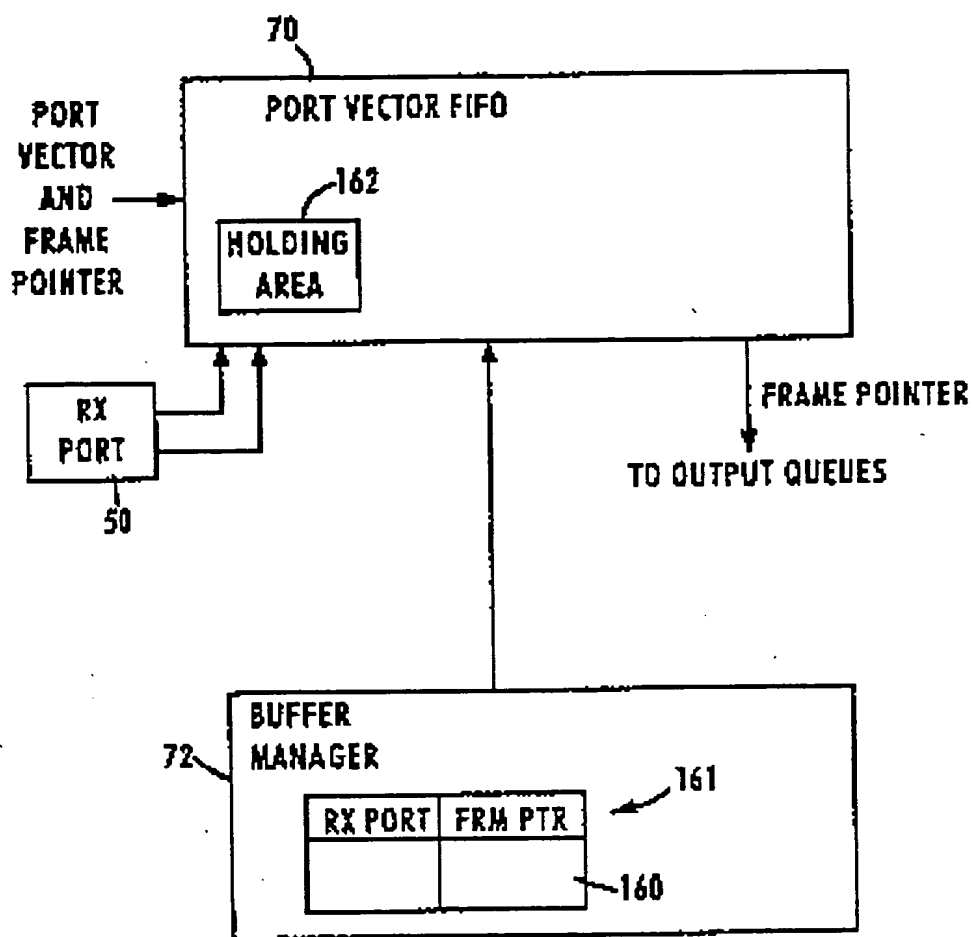 70
PORT VECTOR FIFO
PORT
VECTOR
AND
FRAME
POINTER
162
HOLDING
AREA
RX
PORT
50
FRAME POINTER
TO OUTPUT QUEUES
BUFFER
MANAGER
72
161
RX PORT FRM PTR
160